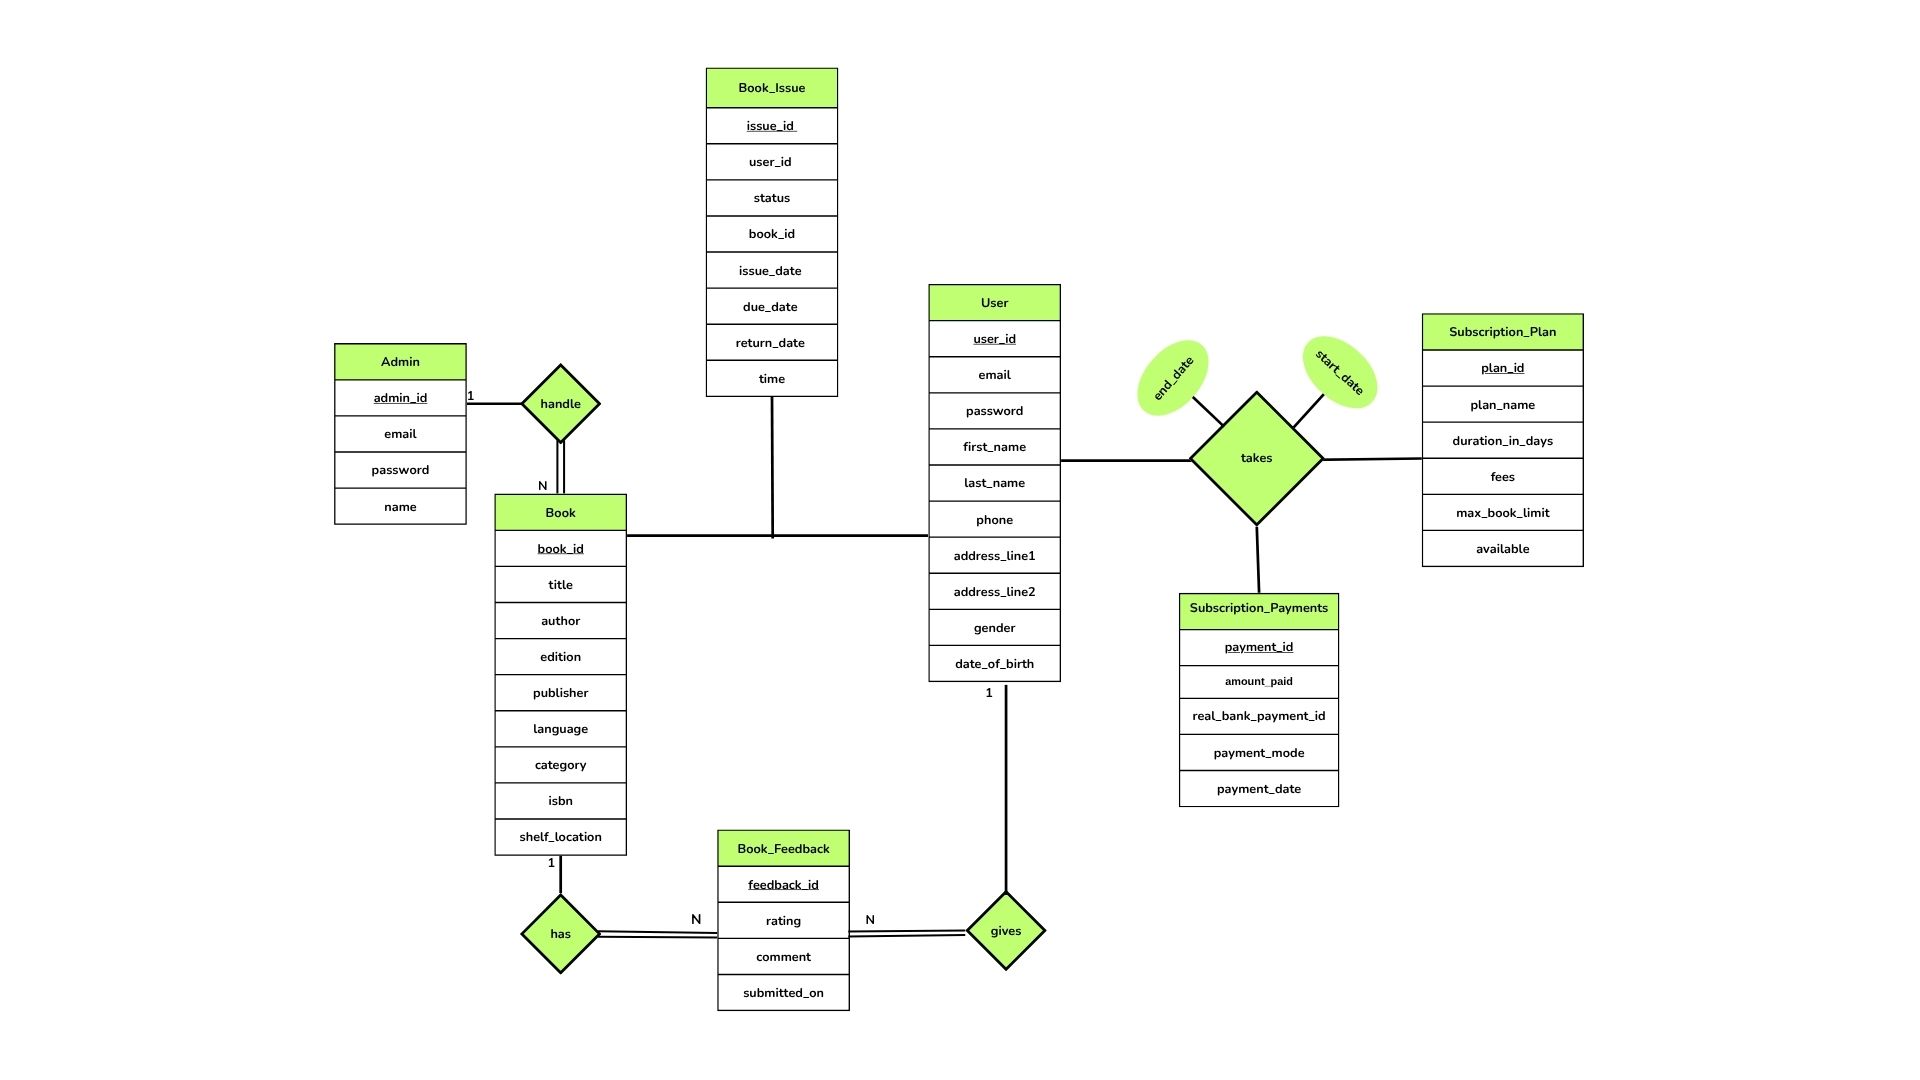 Book_Issue
issue_id
user_id
status
book_id
issue_date
due_date
return_date
time
Admin
admin_id
email
password
name
1
handle
N
Book
book_id
title
author
edition
publisher
language
category
isbn
shelf_location
1
has
N
Book_Feedback
feedback_id
rating
comment
submitted_on
N
gives
1
User
user_id
email
password
first_name
last_name
phone
address_line1
address_line2
gender
date_of_birth
end_date
start_date
takes
Subscription_Plan
plan_id
plan_name
duration_in_days
fees
max_book_limit
available
Subscription_Payments
payment_id
amount_paid
real_bank_payment_id
payment_mode
payment_date